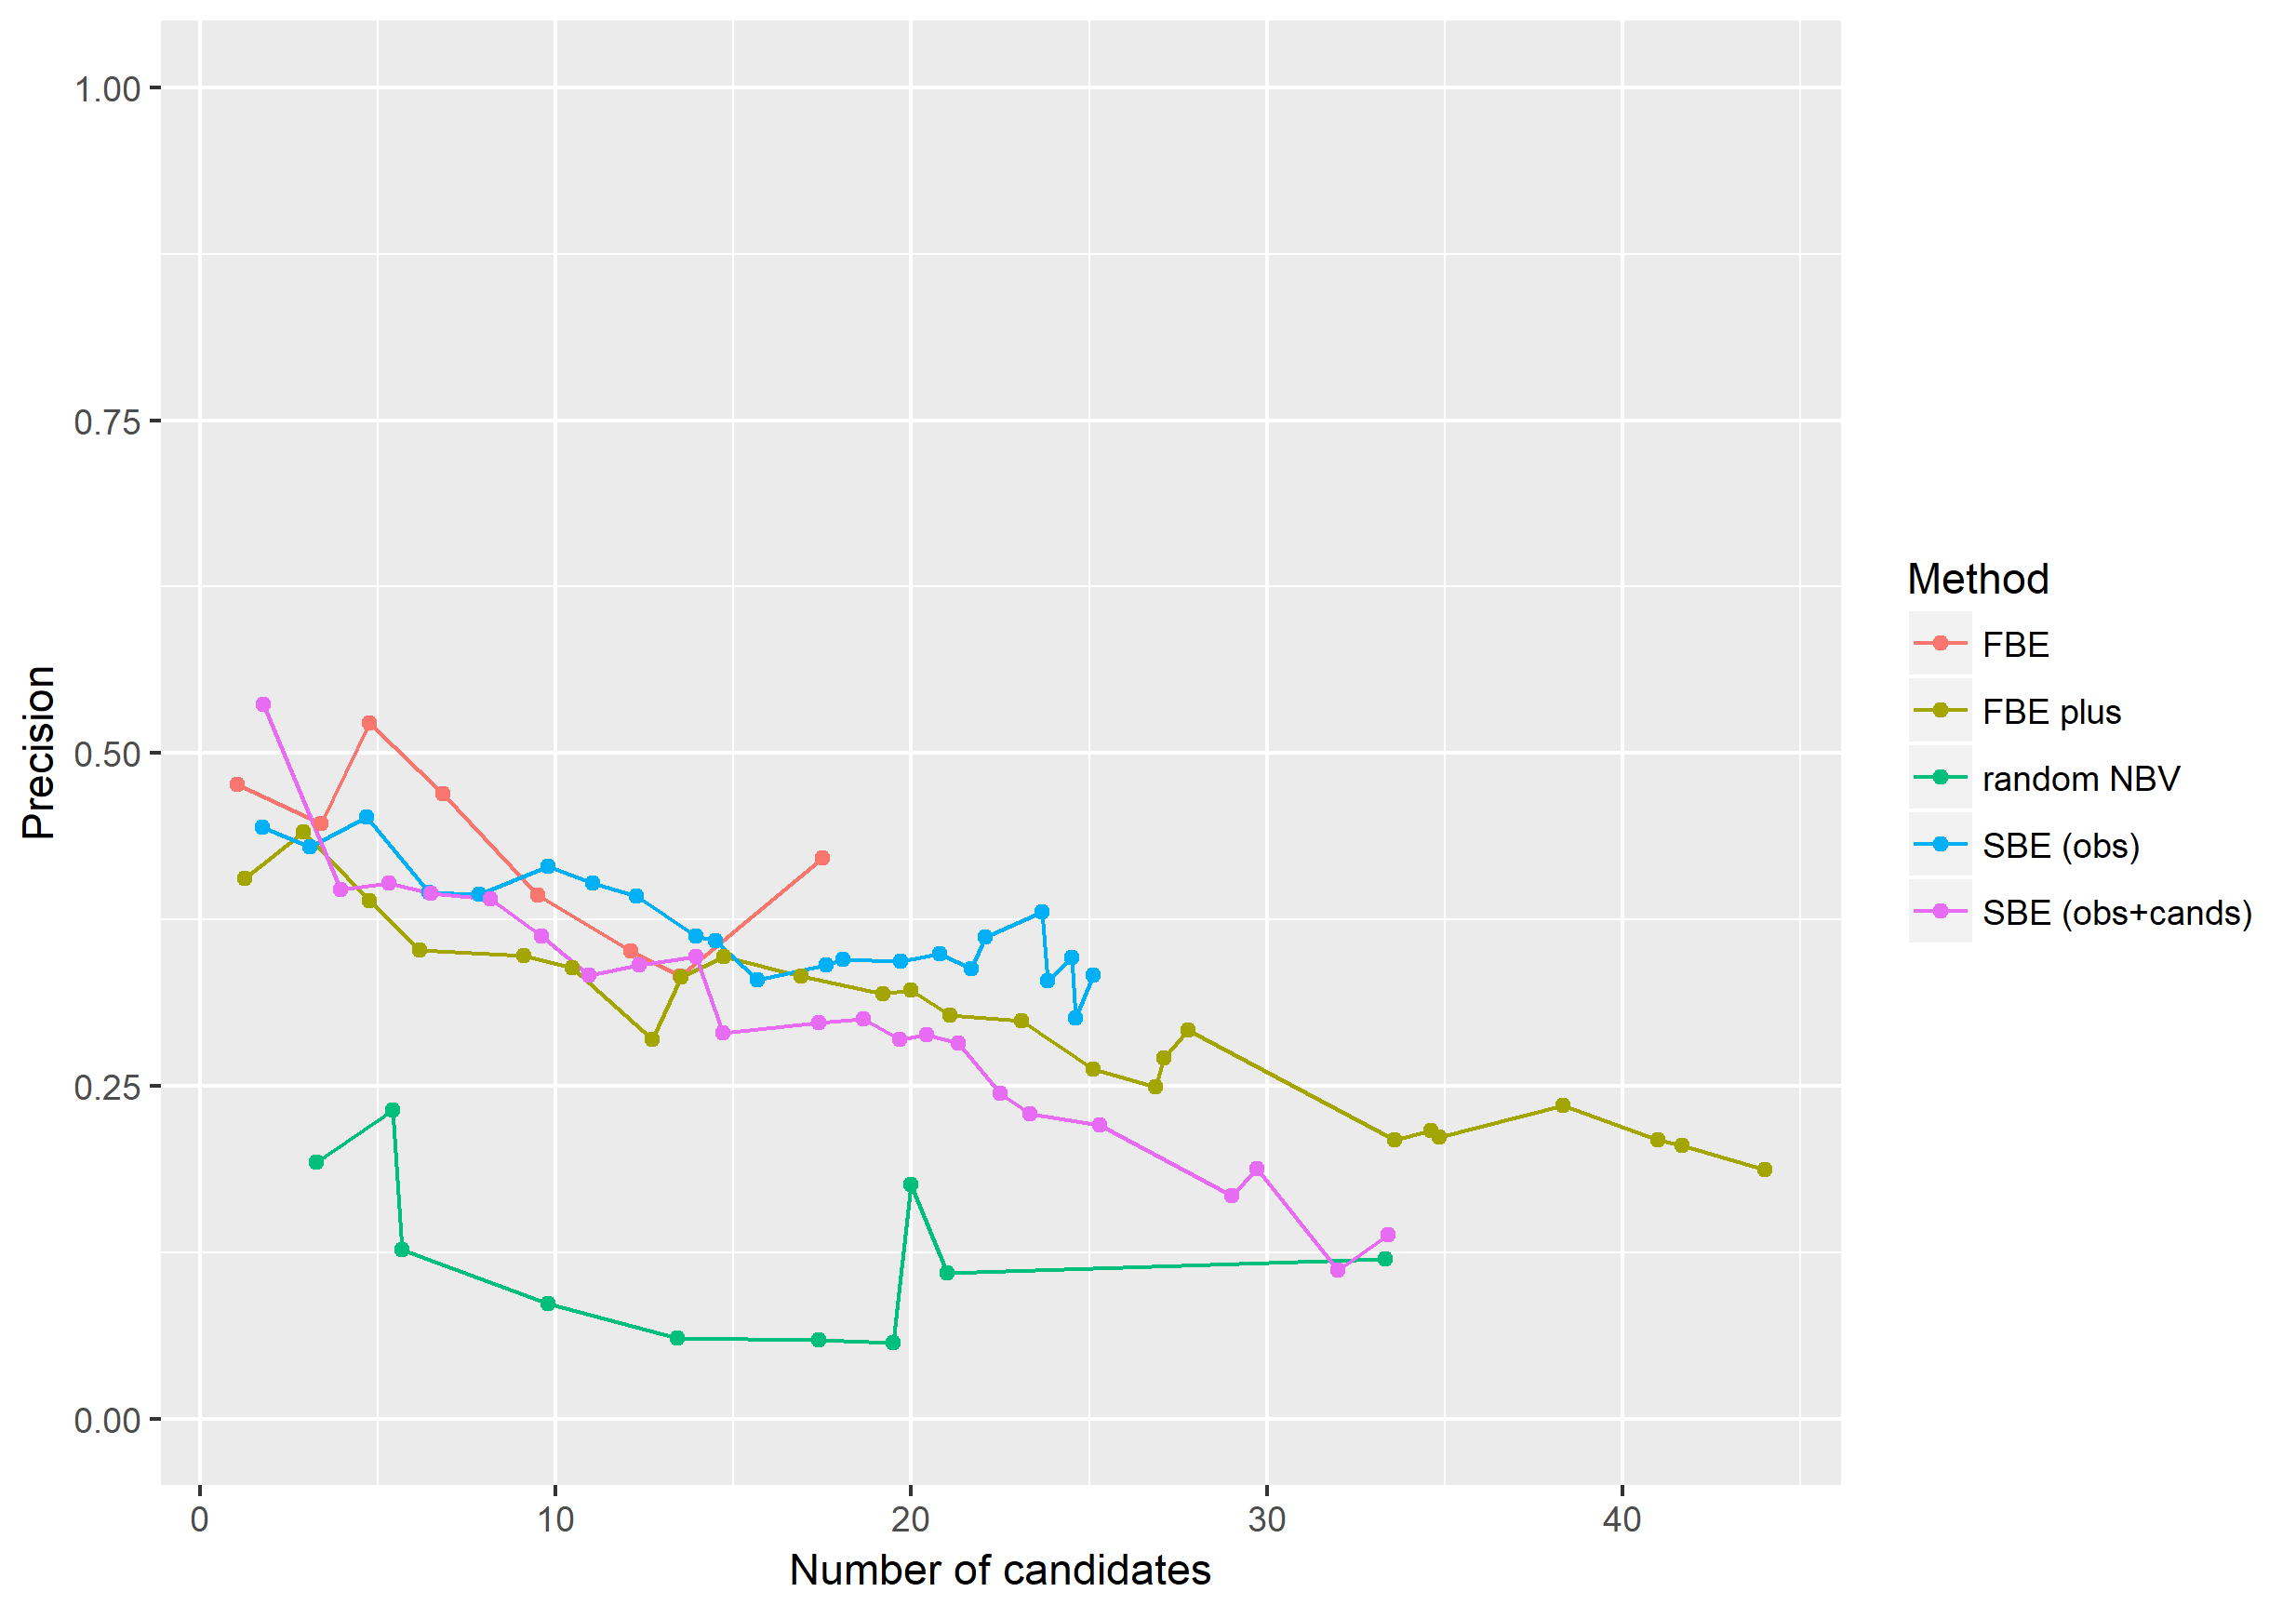 1.00
0.75
0.50
0.25
0.00
Precision
0
10
20
30
40
Number of candidates
Method
FBE
FBE plus
random NBV
SBE (obs)
SBE (obs+cands)